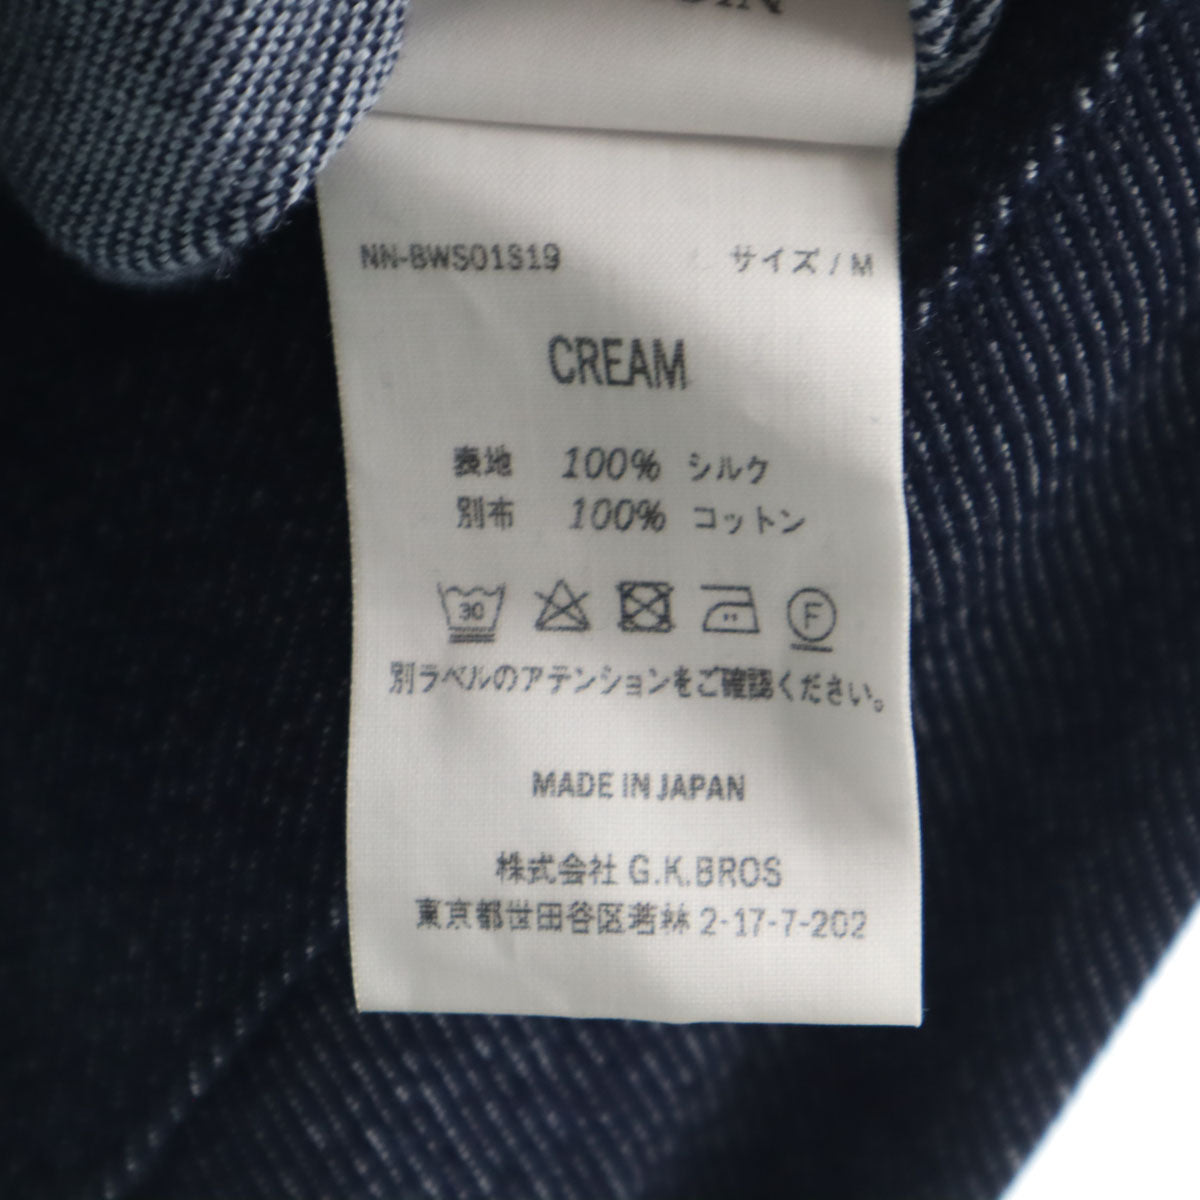 NN-BWS01S19 サイズ / M
CREAM
表地 100% シルク
別布 100% コットン
30 F
別ラベルのアテンションをご確認ください。
MADE IN JAPAN
株式会社 G.K.BROS
東京都世田谷区若林 2-17-7-202